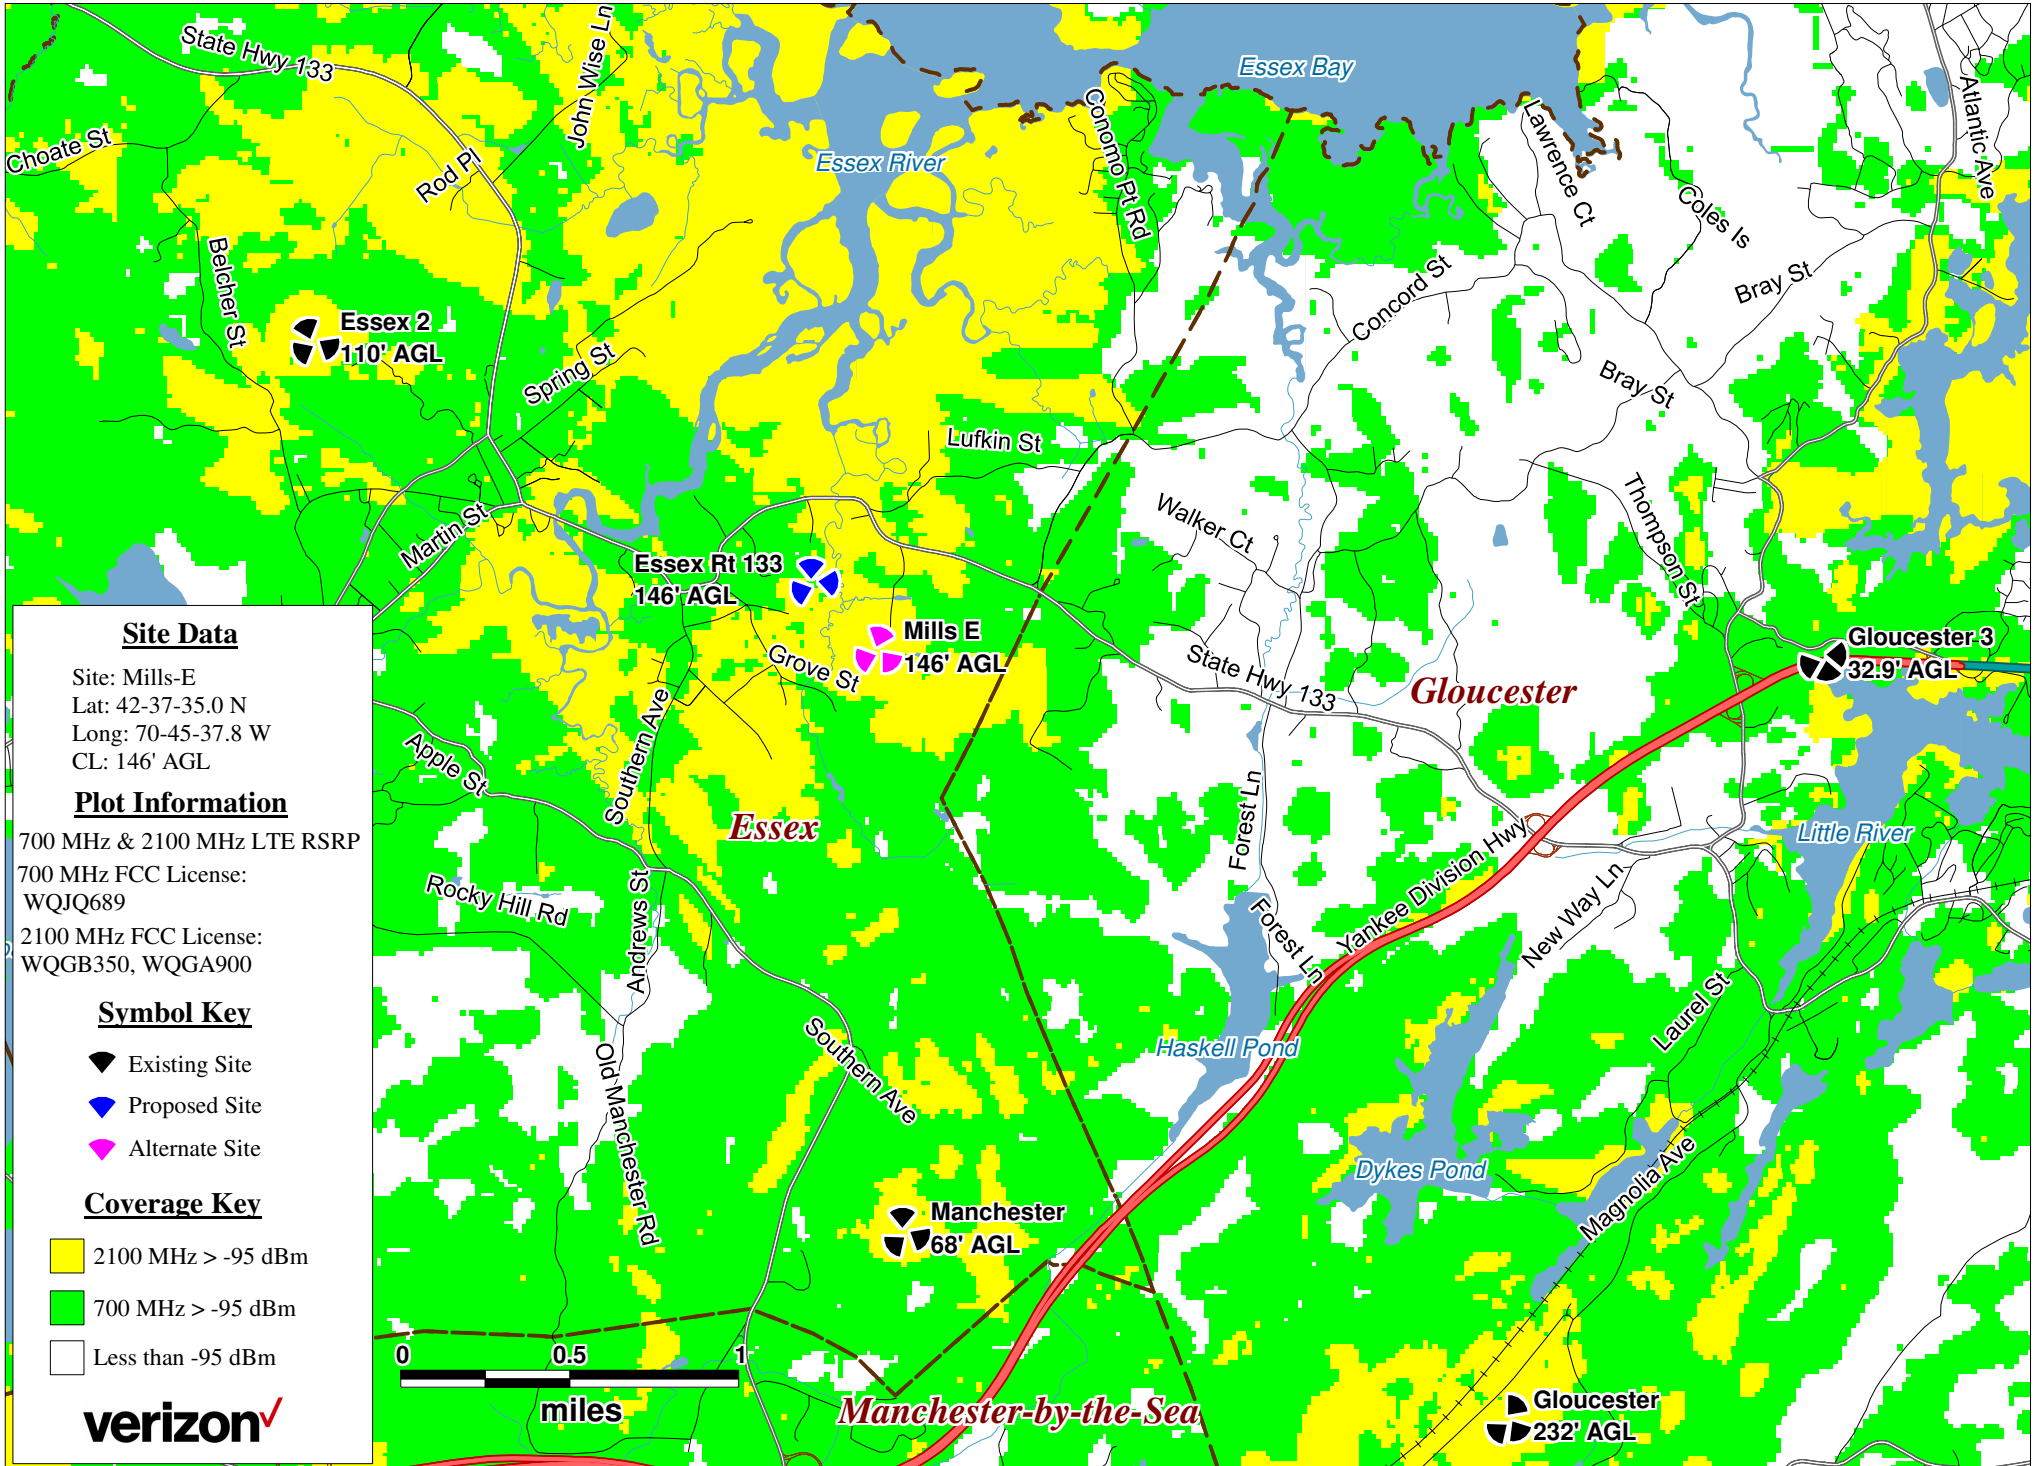 State Hwy 133
John Wise Ln
Essex Bay
Atlantic Ave
Choate St
Rod Pl
Essex River
Conomo Pt Rd
Lawrence Ct
Coles Is
Belcher St
Essex 2
110' AGL
Spring St
Concord St
Bray St
Bray St
Lufkin St
Martin St
Walker Ct
Thompson St
Essex Rt 133
146' AGL
Mills E
146' AGL
Grove St
State Hwy 133
Gloucester
Gloucester 3
32.9' AGL
Southern Ave
Apple St
Essex
Forest Ln
Yankee Division Hwy
Little River
Rocky Hill Rd
Andrews St
Forest Ln
New Way Ln
Laurel St
Southern Ave
Old Manchester Rd
Haskell Pond
Dykes Pond
Magnolia Ave
Manchester
68' AGL
Gloucester
232' AGL
Manchester-by-the-Sea
0 0.5 1
miles
Site Data
Site: Mills-E
Lat: 42-37-35.0 N
Long: 70-45-37.8 W
CL: 146' AGL
Plot Information
700 MHz & 2100 MHz LTE RSRP
700 MHz FCC License:
WQJQ689
2100 MHz FCC License:
WQGB350, WQGA900
Symbol Key
Existing Site
Proposed Site
Alternate Site
Coverage Key
2100 MHz > -95 dBm
700 MHz > -95 dBm
Less than -95 dBm
verizon